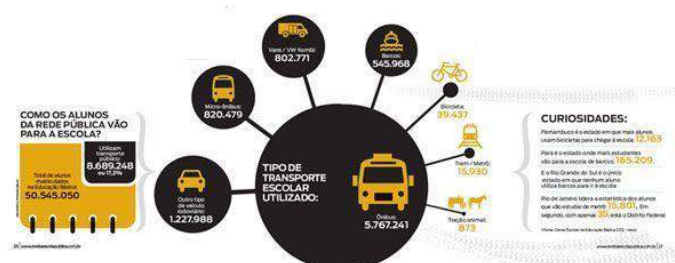 COMO OS ALUNOS
DA REDE PÚBLICA VÃO
PARA A ESCOLA?
Utilizam
transporte
público:
8.689.248
ou 17,2%
Total de alunos
matriculados
na Educação Básica:
50.545.050
Vans / VW Kombi:
802.771
Barcos:
545.968
Micro-ônibus:
820.479
Outro tipo
de veículo
rodoviário:
1.227.988
TIPO DE
TRANSPORTE
ESCOLAR
UTILIZADO:
Ônibus:
5.767.241
Bicicleta:
39.437
Trem / Metrô:
15.930
Tração animal:
873
CURIOSIDADES:
Pernambuco é o estado em que mais alunos
usam bicicletas para chegar à escola: 12.163
Pará é o estado onde mais estudantes
vão para a escola de barcos: 165.209.
E o Rio Grande do Sul é o único
estado em que nenhum aluno
utiliza barcos para ir à escola
Rio de Janeiro lidera a estatística dos alunos
que vão estudar de metrô: 15.801. Em
segundo, com apenas 35, está o Distrito Federal